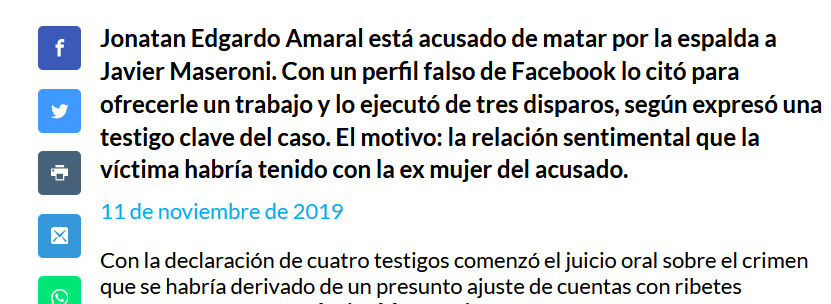 Jonatan Edgardo Amaral está acusado de matar por la espalda a
Javier Maseroni. Con un perfil falso de Facebook lo citó para
ofrecerle un trabajo y lo ejecutó de tres disparos, según expresó una
testigo clave del caso. El motivo: la relación sentimental que la
víctima habría tenido con la ex mujer del acusado.
11 de noviembre de 2019
Con la declaración de cuatro testigos comenzó el juicio oral sobre el crimen
que se habría derivado de un presunto ajuste de cuentas con ribetes